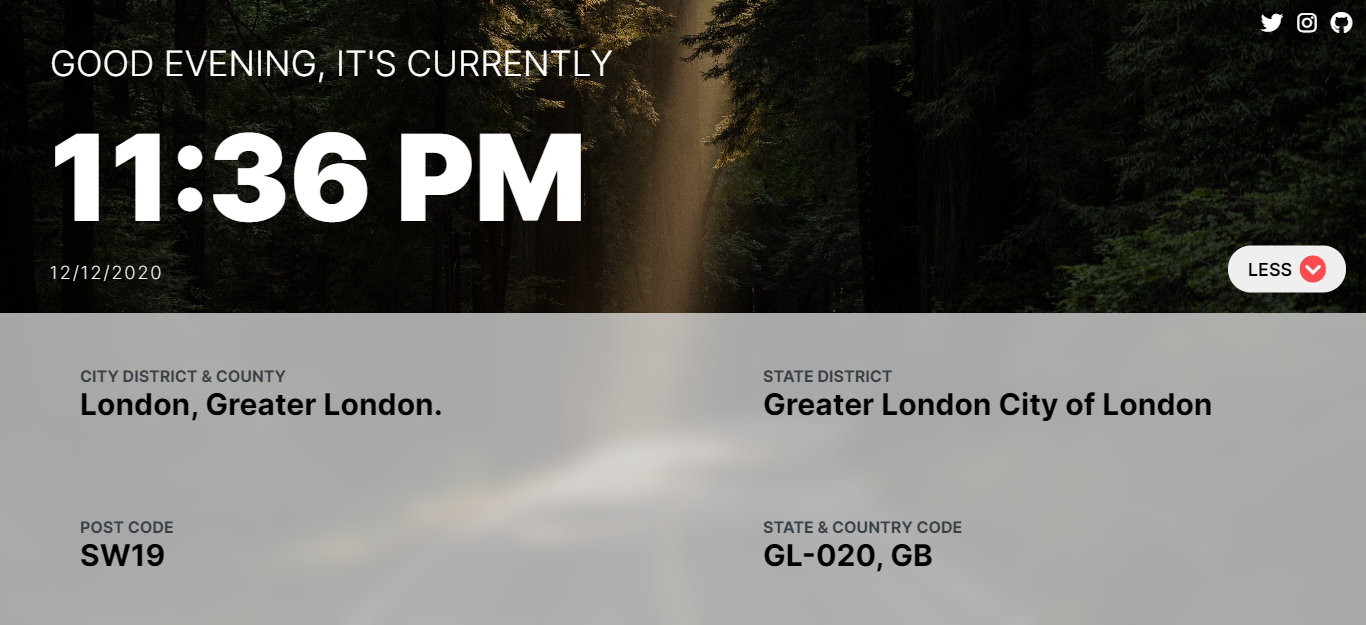 GOOD EVENING, IT'S CURRENTLY
11:36 PM
12/12/2020
LESS
CITY DISTRICT & COUNTY
London, Greater London.
STATE DISTRICT
Greater London City of London
POST CODE
SW19
STATE & COUNTRY CODE
GL-020, GB